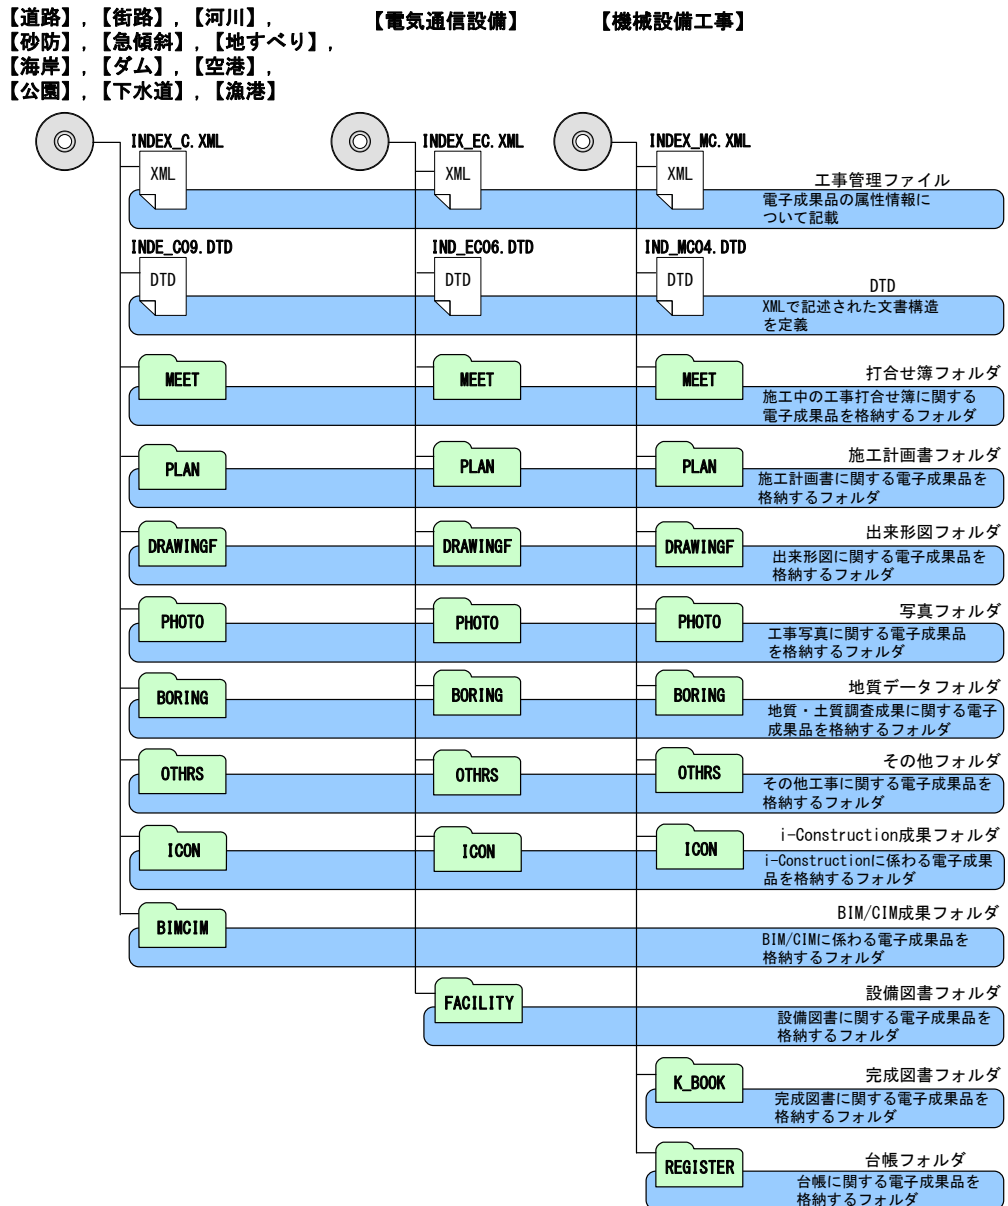 【道路】,【街路】,【河川】,
【砂防】,【急傾斜】,【地すべり】,
【海岸】,【ダム】,【空港】,
【公園】,【下水道】,【漁港】
【電気通信設備】
【機械設備工事】
INDEX_C.XML
INDEX_EC.XML
INDEX_MC.XML
XML
XML
XML
工事管理ファイル
電子成果品の属性情報に
ついて記載
INDE_C09.DTD
IND_EC06.DTD
IND_MC04.DTD
DTD
DTD
DTD
DTD
XMLで記述された文書構造
を定義
MEET
MEET
MEET
打合せ簿フォルダ
施工中の工事打合せ簿に関する
電子成果品を格納するフォルダ
PLAN
PLAN
PLAN
施工計画書フォルダ
施工計画書に関する電子成果品を
格納するフォルダ
DRAWINGF
DRAWINGF
DRAWINGF
出来形図フォルダ
出来形図に関する電子成果品を
格納するフォルダ
PHOTO
PHOTO
PHOTO
写真フォルダ
工事写真に関する電子成果品
を格納するフォルダ
BORING
BORING
BORING
地質データフォルダ
地質・土質調査成果に関する電子
成果品を格納するフォルダ
OTHRS
OTHRS
OTHRS
その他フォルダ
その他工事に関する電子成果品を
格納するフォルダ
ICON
ICON
ICON
i-Construction成果フォルダ
i-Constructionに係わる電子成果
品を格納するフォルダ
BIMCIM
BIM/CIM成果フォルダ
BIM/CIMに係わる電子成果品を
格納するフォルダ
FACILITY
設備図書フォルダ
設備図書に関する電子成果品を
格納するフォルダ
K_BOOK
完成図書フォルダ
完成図書に関する電子成果品を
格納するフォルダ
REGISTER
台帳フォルダ
台帳に関する電子成果品を
格納するフォルダ